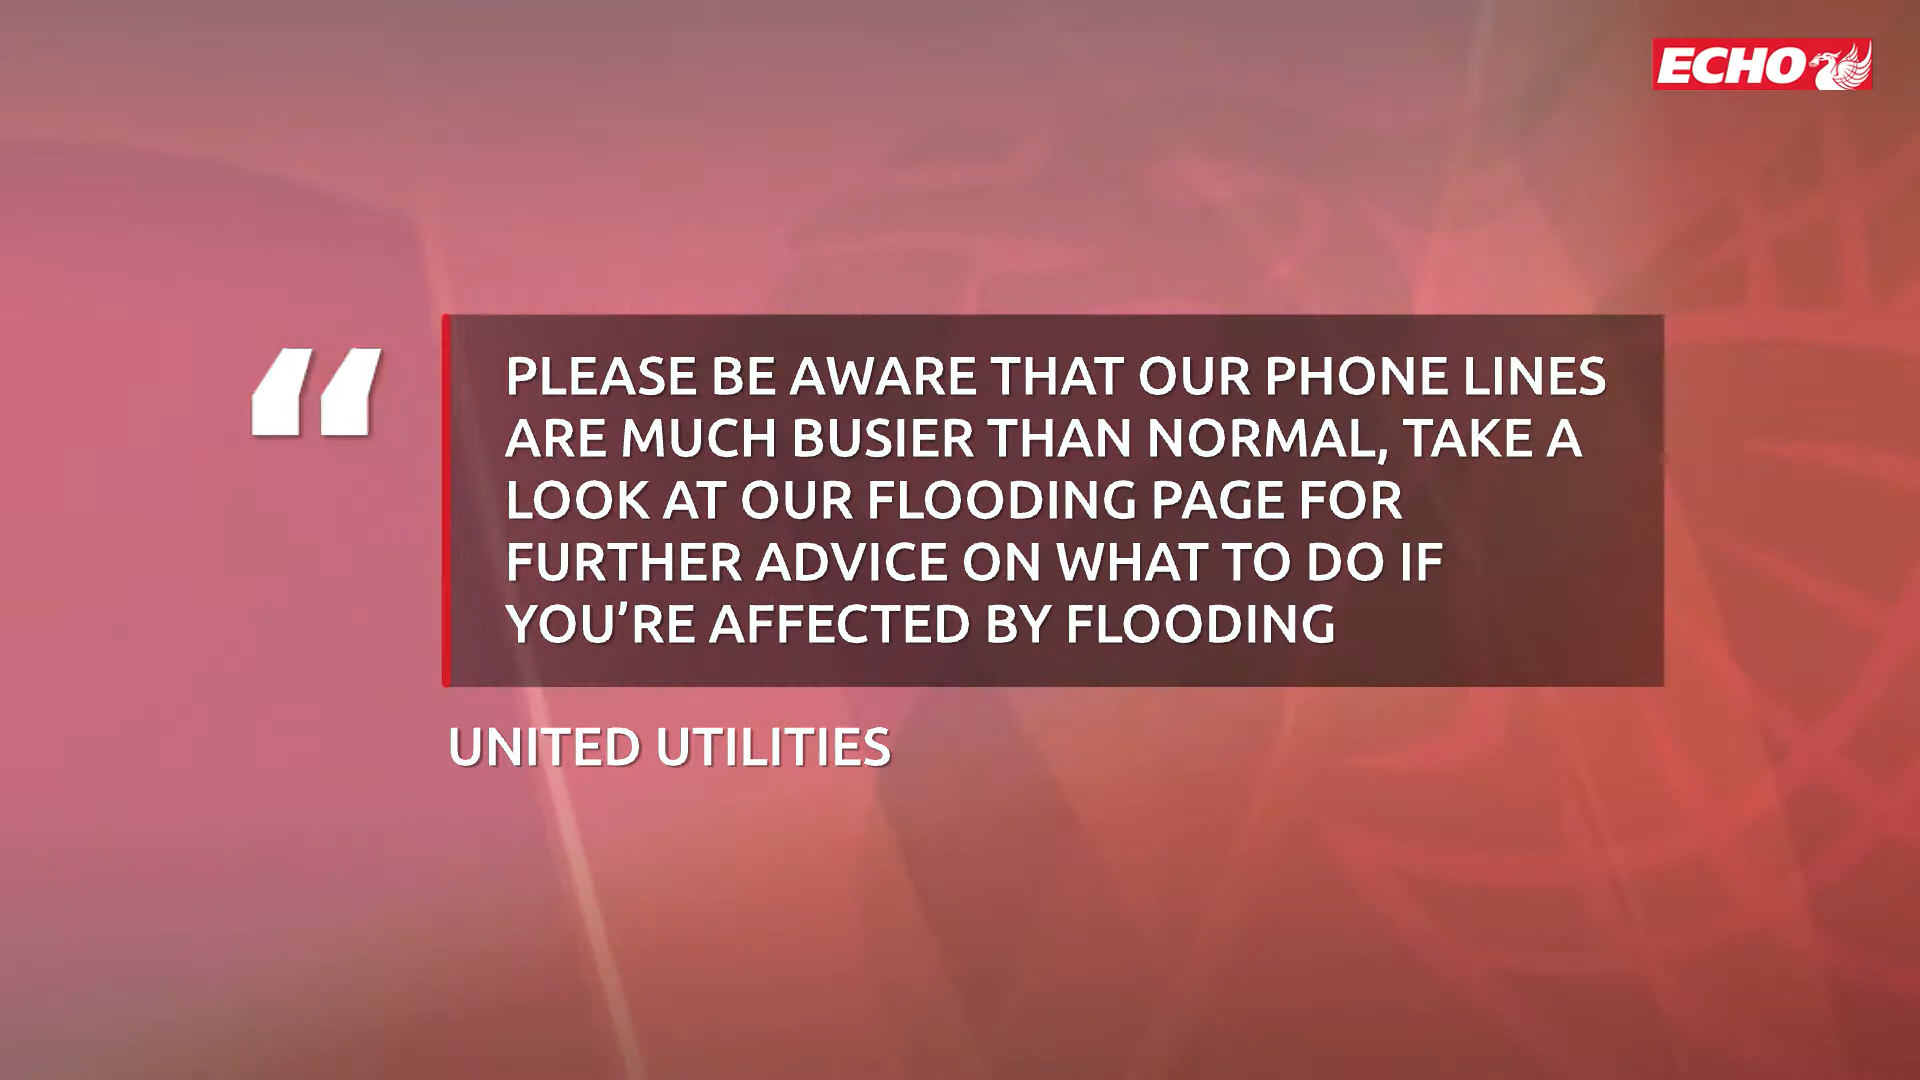 ECHO
“
PLEASE BE AWARE THAT OUR PHONE LINES
ARE MUCH BUSIER THAN NORMAL, TAKE A
LOOK AT OUR FLOODING PAGE FOR
FURTHER ADVICE ON WHAT TO DO IF
YOU’RE AFFECTED BY FLOODING
UNITED UTILITIES